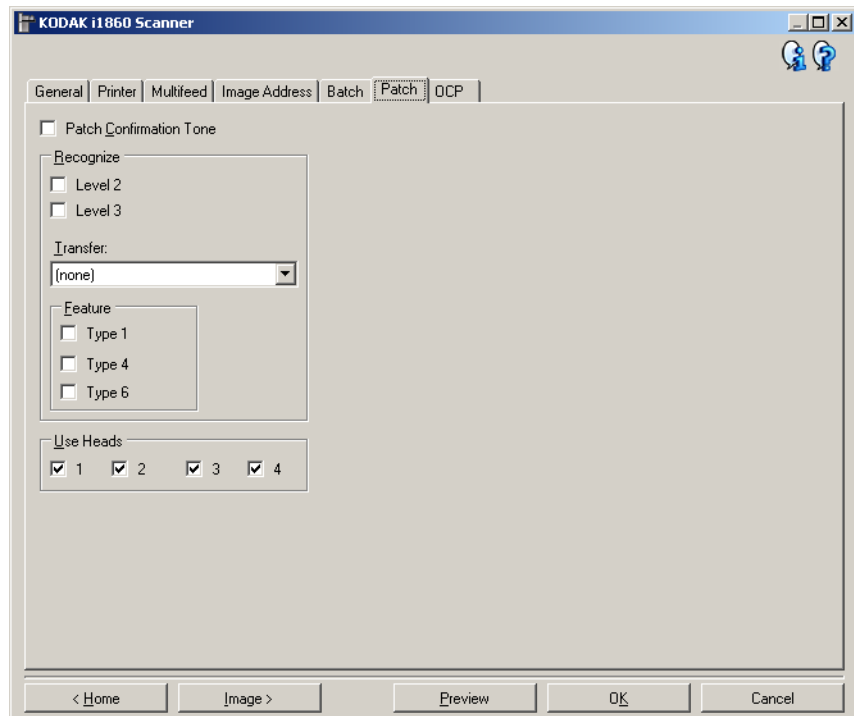 KODAK i1860 Scanner
General Printer Multifeed Image Address Batch Patch OCP
Patch Confirmation Tone
Recognize
Level 2
Level 3
Transfer:
(none)
Feature
Type 1
Type 4
Type 6
Use Heads
1 2 3 4
< Home Image > Preview OK Cancel